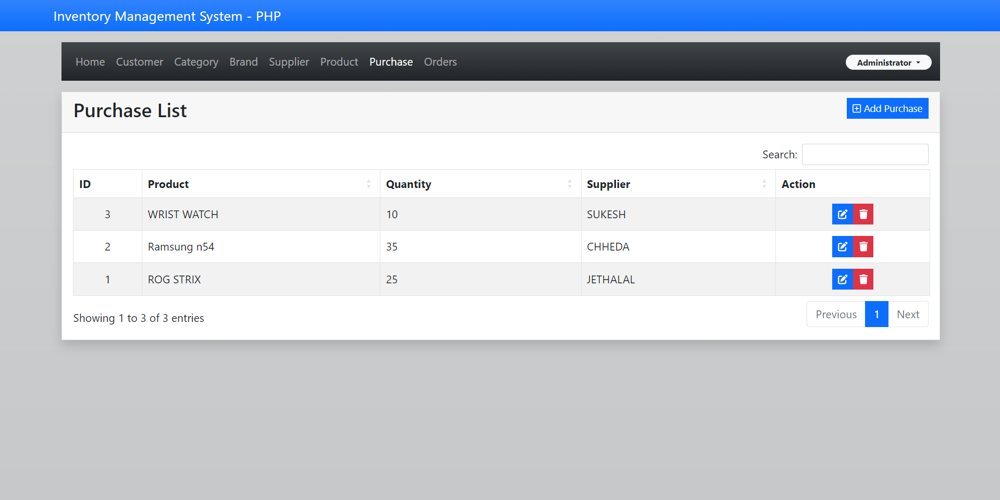 Inventory Management System - PHP
Home Customer Category Brand Supplier Product Purchase Orders Administrator
Purchase List Add Purchase
Search:
ID Product Quantity Supplier Action
3 WRIST WATCH 10 SUKESH
2 Ramsung n54 35 CHHEDA
1 ROG STRIX 25 JETHALAL
Showing 1 to 3 of 3 entries Previous 1 Next